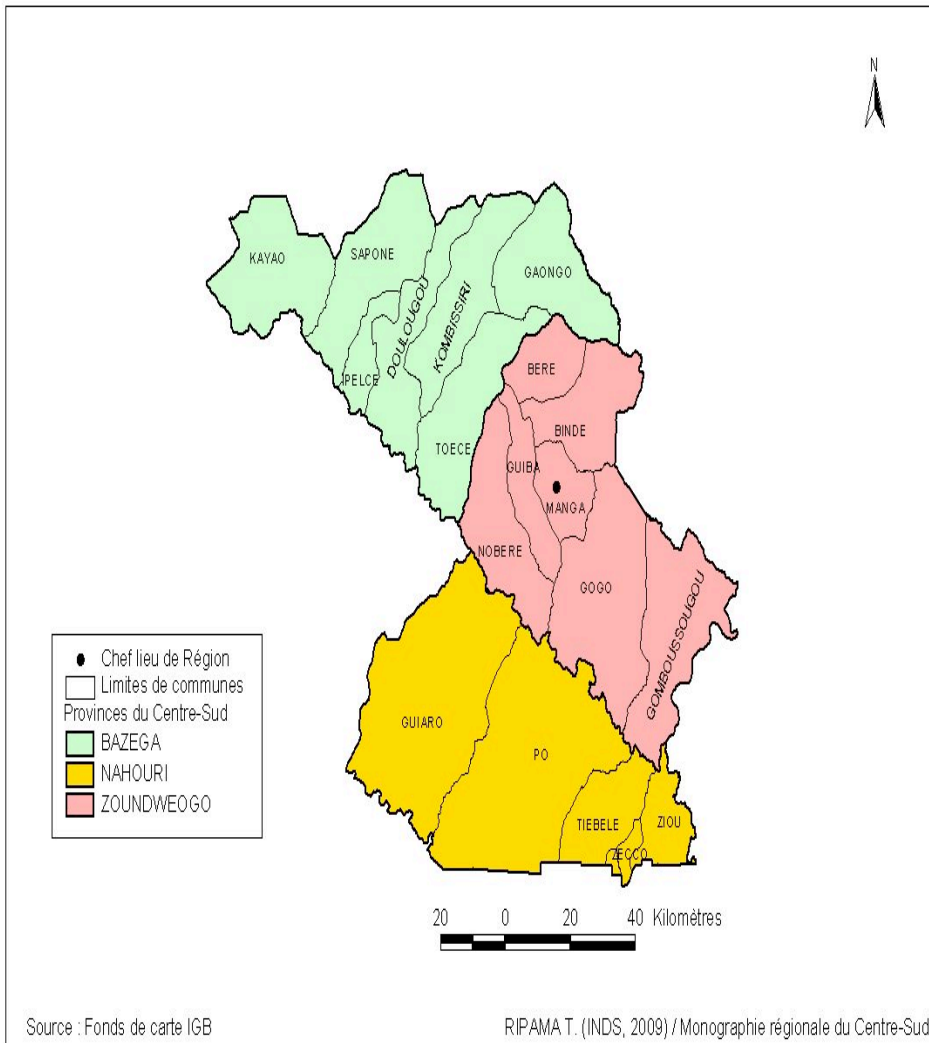 N
KAYAO
SAPONE
GAONGO
DOULOUGOU
KOMBISSIRI
IPELCE
BERE
BINDE
TOECE
GUIBA
MANGA
NOBERE
GOGO
GOMBOUSSOUGOU
GUIARO
PO
TIEBELE
ZIOU
ZECCO
Chef lieu de Région
Limites de communes
Provinces du Centre-Sud
BAZEGA
NAHOURI
ZOUNDWEOGO
20 0 20 40 Kilomètres
Source : Fonds de carte IGB
RIPAMA T. (INDS, 2009) / Monographie régionale du Centre-Sud